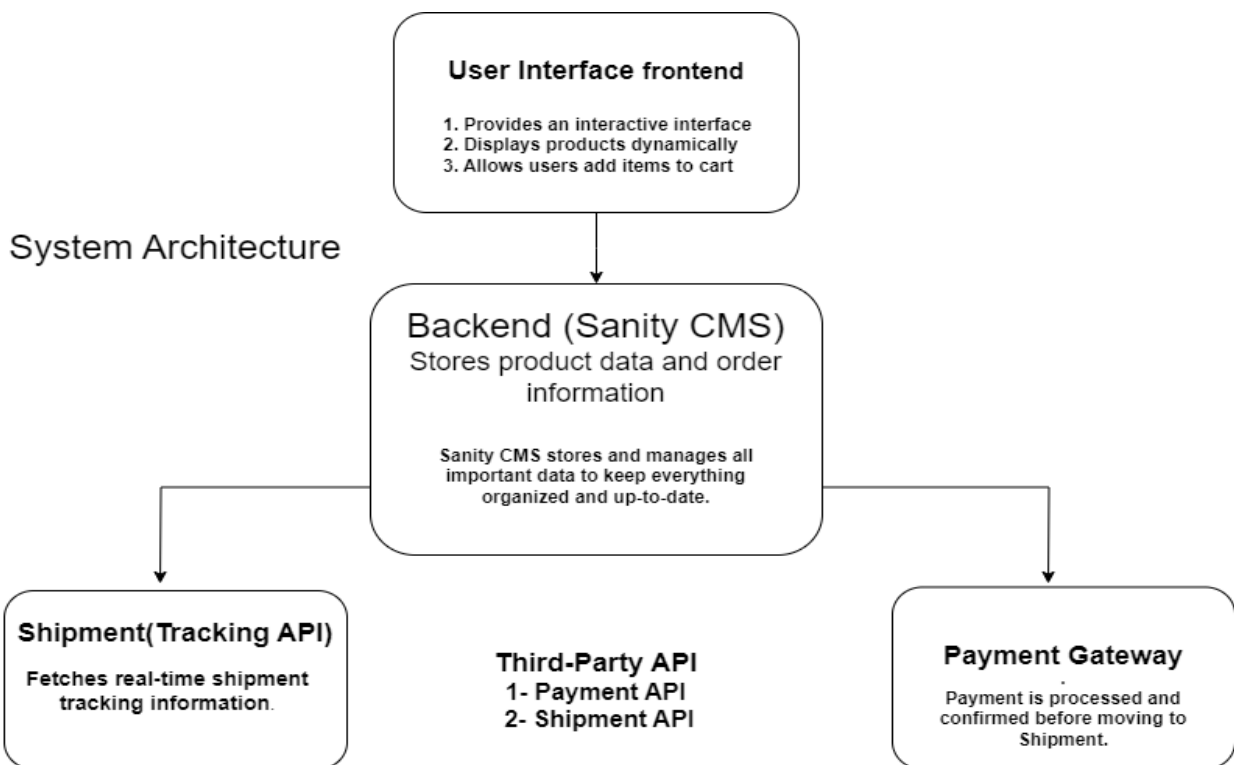 User Interface frontend
1. Provides an interactive interface
2. Displays products dynamically
3. Allows users add items to cart
System Architecture
Backend (Sanity CMS)
Stores product data and order
information
Sanity CMS stores and manages all
important data to keep everything
organized and up-to-date.
Shipment(Tracking API)
Fetches real-time shipment
tracking information.
Third-Party API
1- Payment API
2- Shipment API
Payment Gateway
.
Payment is processed and
confirmed before moving to
Shipment.